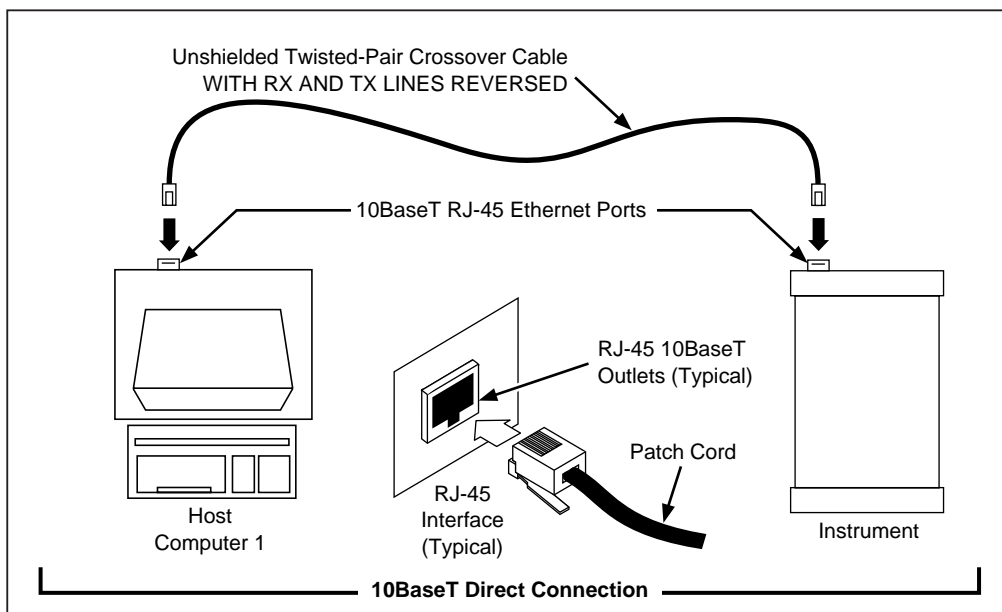 Unshielded Twisted-Pair Crossover Cable
WITH RX AND TX LINES REVERSED
10BaseT RJ-45 Ethernet Ports
RJ-45 10BaseT
Outlets (Typical)
Patch Cord
RJ-45
Interface
(Typical)
Host
Computer 1
Instrument
10BaseT Direct Connection